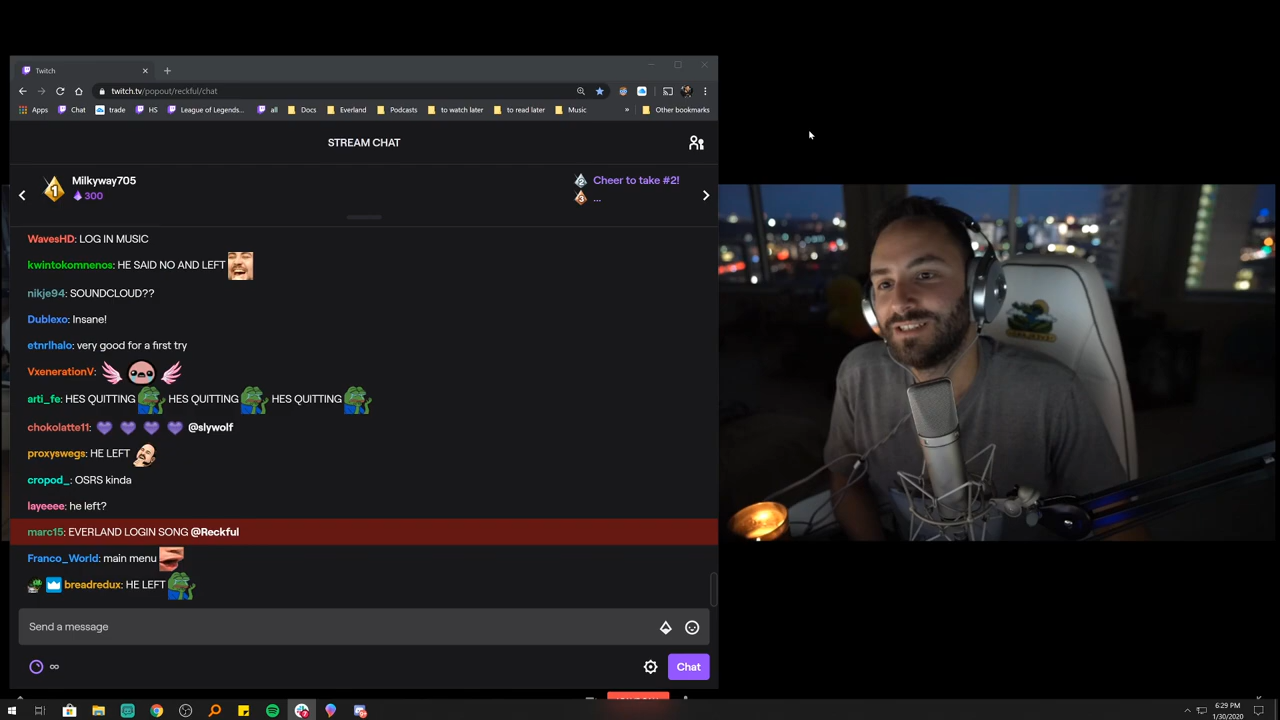 Twitch
twitch.tv/popout/reckful/chat
Apps Chat trade HS League of Legends... all Docs Everland Podcasts to watch later to read later Music » Other bookmarks
STREAM CHAT
1 Milkyway705
300
2 Cheer to take #2!
3 ...
WavesHD: LOG IN MUSIC
kwintokomnenos: HE SAID NO AND LEFT
nikje94: SOUNDCLOUD??
Dublexo: Insane!
etnrlhalo: very good for a first try
VxenerationV:
arti_fe: HES QUITTING HES QUITTING HES QUITTING
chokolatte11: @slywolf
proxyswegs: HE LEFT
cropod_: OSRS kinda
layeeee: he left?
marc15: EVERLAND LOGIN SONG @Reckful
Franco_World: main menu
breadredux: HE LEFT
Send a message
∞
Chat
6:29 PM
1/30/2020